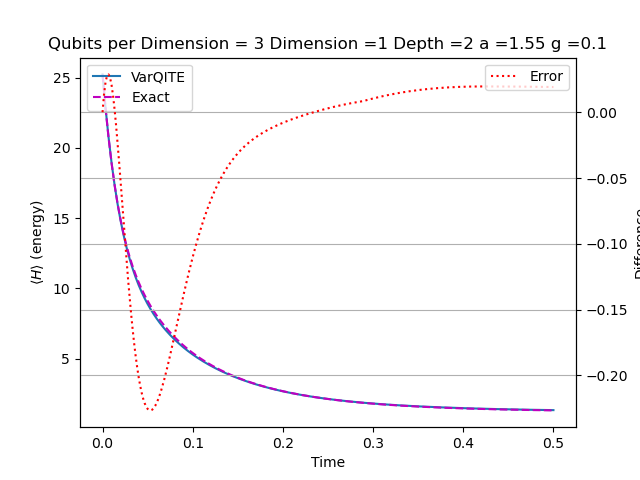 Qubits per Dimension = 3 Dimension =1 Depth =2 a =1.55 g =0.1
VarQITE
Exact
Error
25
20
15
10
5
⟨H⟩ (energy)
0.00
−0.05
−0.10
−0.15
−0.20
Difference
0.0 0.1 0.2 0.3 0.4 0.5
Time